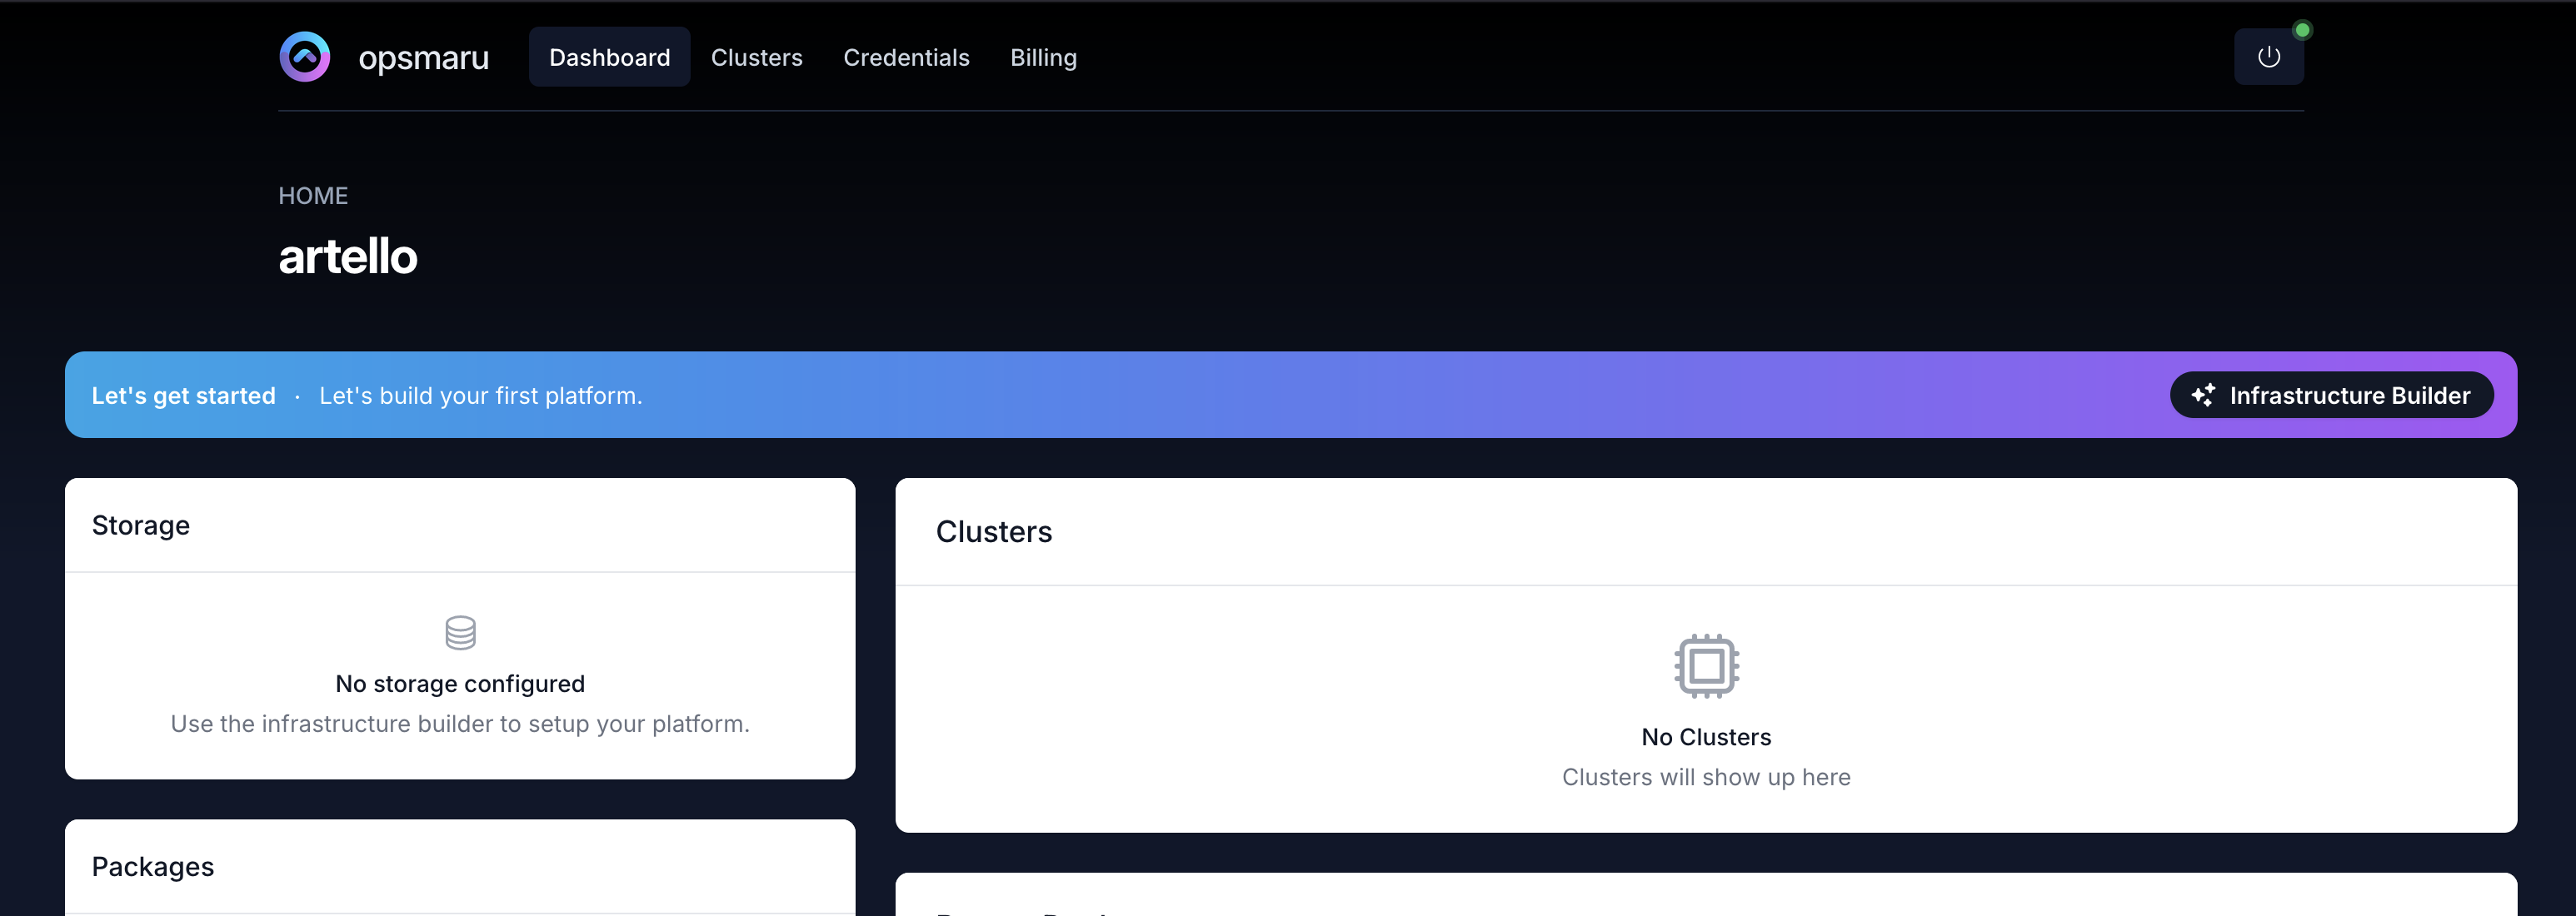 opsmaru
Dashboard
Clusters
Credentials
Billing
HOME
artello
Let's get started · Let's build your first platform.
Infrastructure Builder
Storage
No storage configured
Use the infrastructure builder to setup your platform.
Clusters
No Clusters
Clusters will show up here
Packages